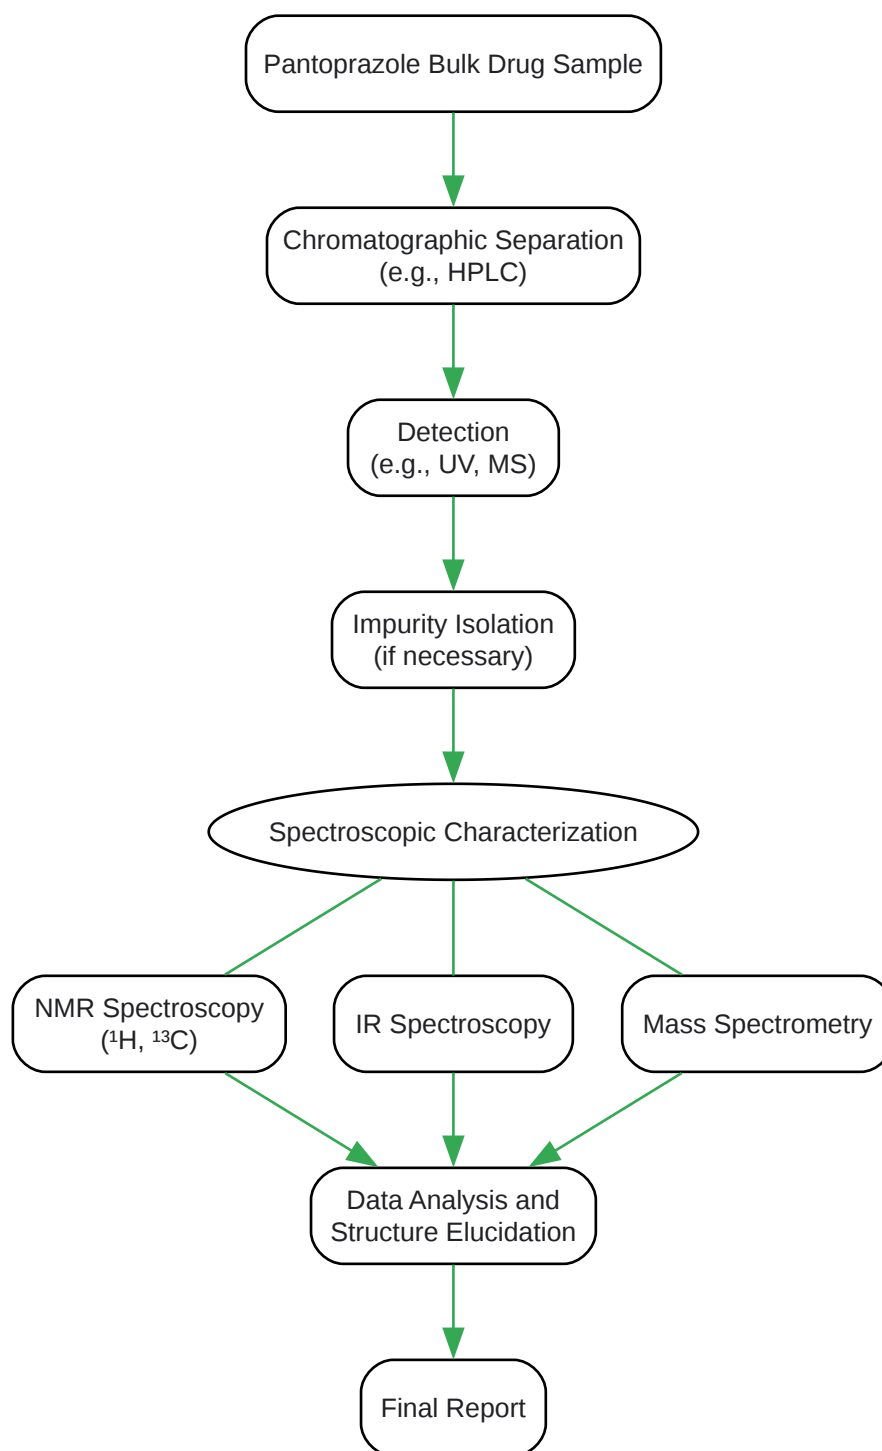 Pantoprazole Bulk Drug Sample
Chromatographic Separation
(e.g., HPLC)
Detection
(e.g., UV, MS)
Impurity Isolation
(if necessary)
Spectroscopic Characterization
NMR Spectroscopy
(¹H, ¹³C)
IR Spectroscopy
Mass Spectrometry
Data Analysis and
Structure Elucidation
Final Report